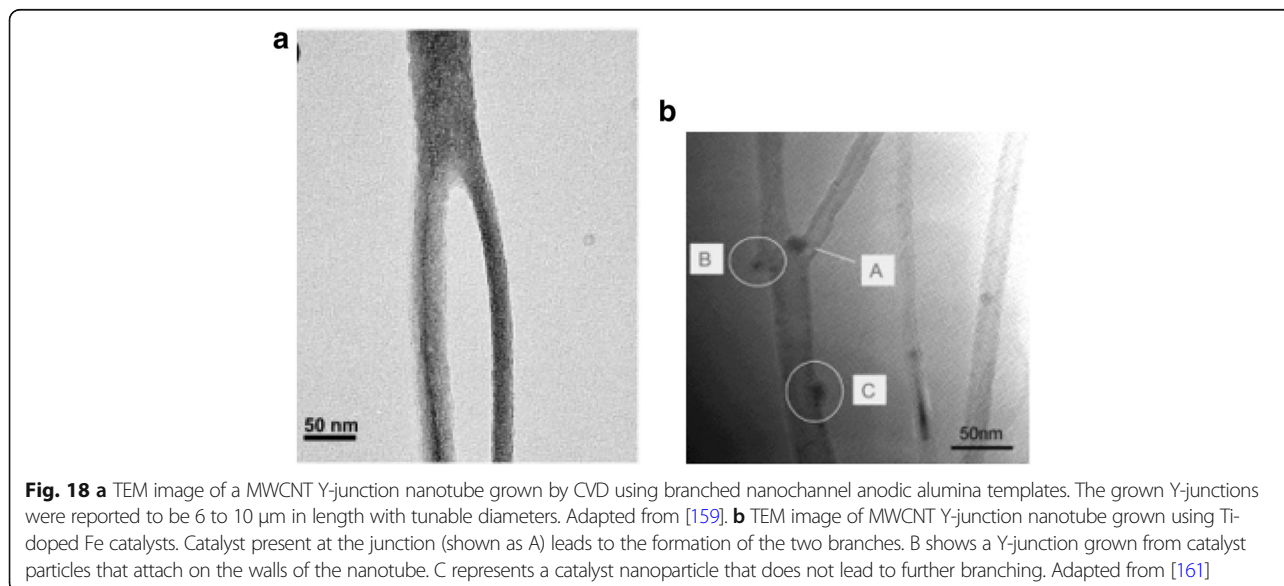 a
50 nm
b
B
A
C
50nm
Fig. 18 a TEM image of a MWCNT Y-junction nanotube grown by CVD using branched nanochannel anodic alumina templates. The grown Y-junctions
were reported to be 6 to 10 μm in length with tunable diameters. Adapted from [159]. b TEM image of MWCNT Y-junction nanotube grown using Ti-
doped Fe catalysts. Catalyst present at the junction (shown as A) leads to the formation of the two branches. B shows a Y-junction grown from catalyst
particles that attach on the walls of the nanotube. C represents a catalyst nanoparticle that does not lead to further branching. Adapted from [161]